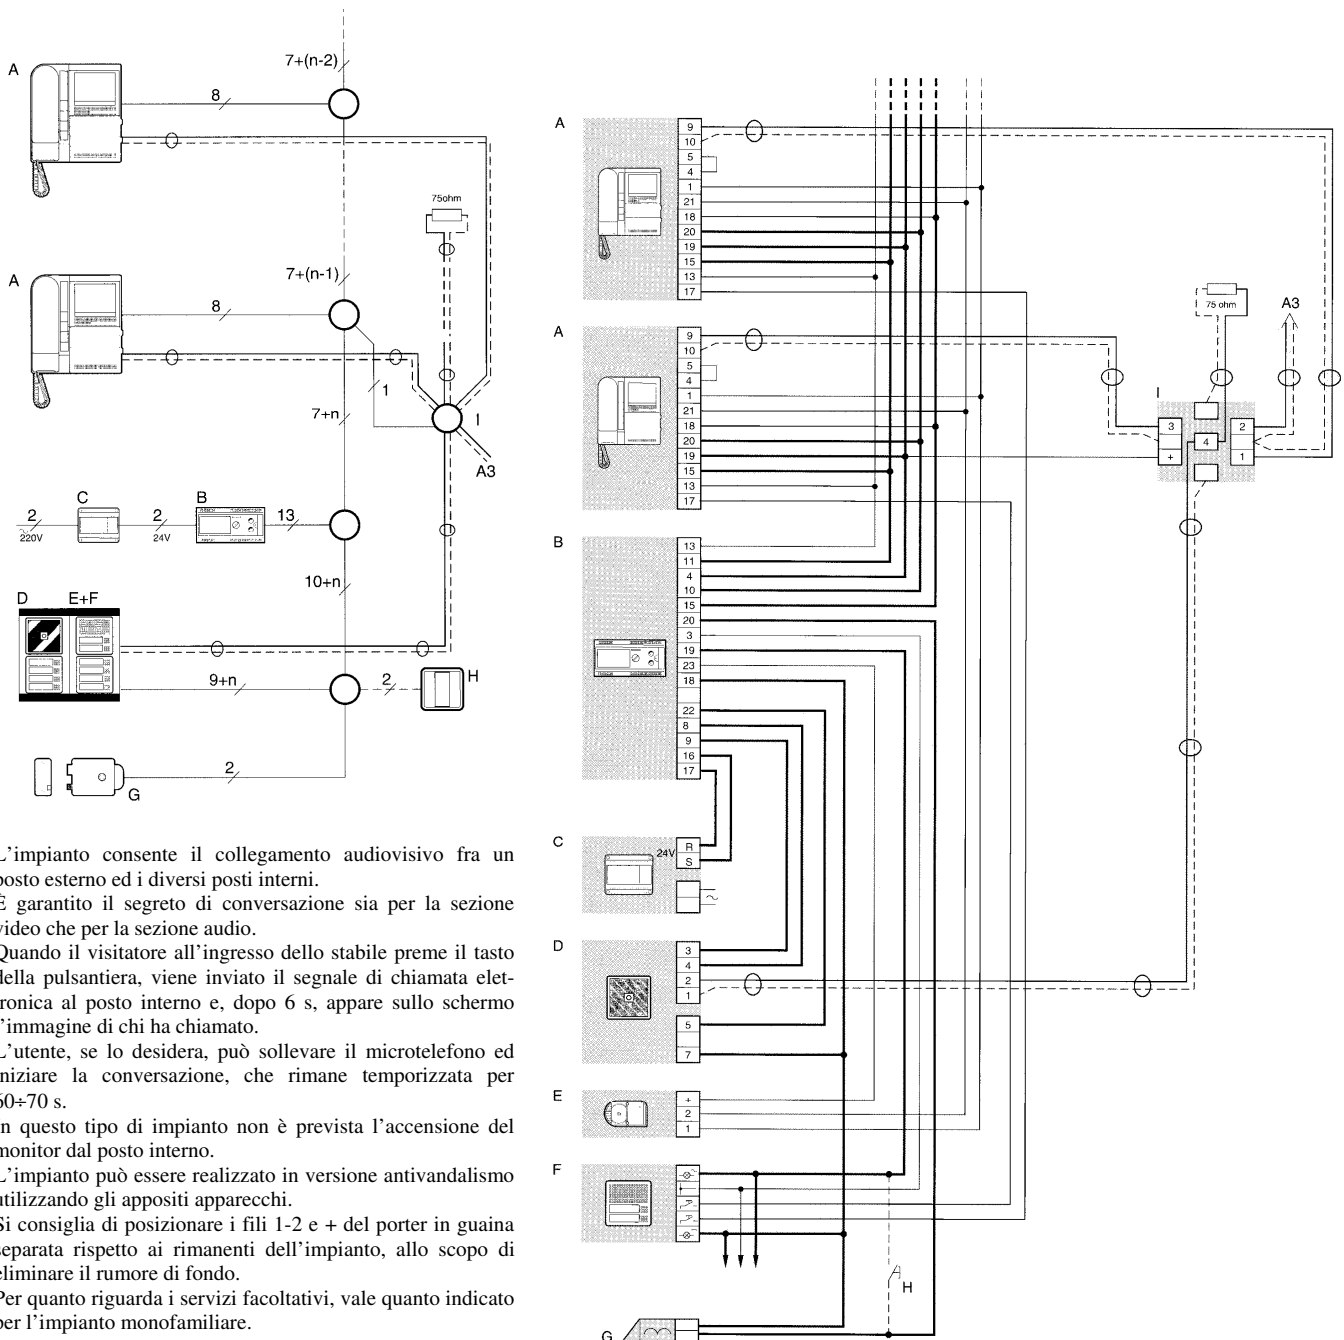 7+(n-2)
A
8
75ohm
7+(n-1)
A
8
1
7+n
I
A3
C
B
2
2
13
220V
24V
10+n
D
E+F
9+n
2
H
2
G
L'impianto consente il collegamento audiovisivo fra un
posto esterno ed i diversi posti interni.
È garantito il segreto di conversazione sia per la sezione
video che per la sezione audio.
Quando il visitatore all'ingresso dello stabile preme il tasto
della pulsantiera, viene inviato il segnale di chiamata elet-
tronica al posto interno e, dopo 6 s, appare sullo schermo
l'immagine di chi ha chiamato.
L'utente, se lo desidera, può sollevare il microtelefono ed
iniziare la conversazione, che rimane temporizzata per
60÷70 s.
In questo tipo di impianto non è prevista l'accensione del
monitor dal posto interno.
L'impianto può essere realizzato in versione antivandalismo
utilizzando gli appositi apparecchi.
Si consiglia di posizionare i fili 1-2 e + del porter in guaina
separata rispetto ai rimanenti dell'impianto, allo scopo di
eliminare il rumore di fondo.
Per quanto riguarda i servizi facoltativi, vale quanto indicato
per l'impianto monofamiliare.
A
9
10
5
4
1
21
18
20
19
15
13
17
A
9
10
5
4
1
21
18
20
19
15
13
17
75 ohm
A3
I
3
+
4
2
1
B
13
11
4
10
15
20
3
19
23
18
22
8
9
16
17
C
24V
R
S
~
D
3
4
2
1
5
7
E
+
2
1
F
H
G